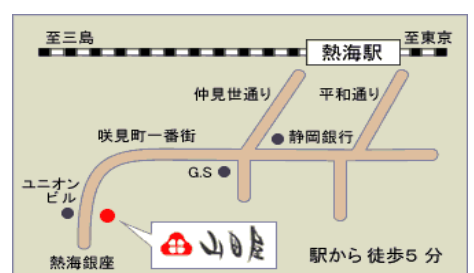 至三島
熱海駅
至東京
仲見世通り
平和通り
咲見町一番街
静岡銀行
G.S
ユニオン
ビル
山田屋
熱海銀座
駅から徒歩5分